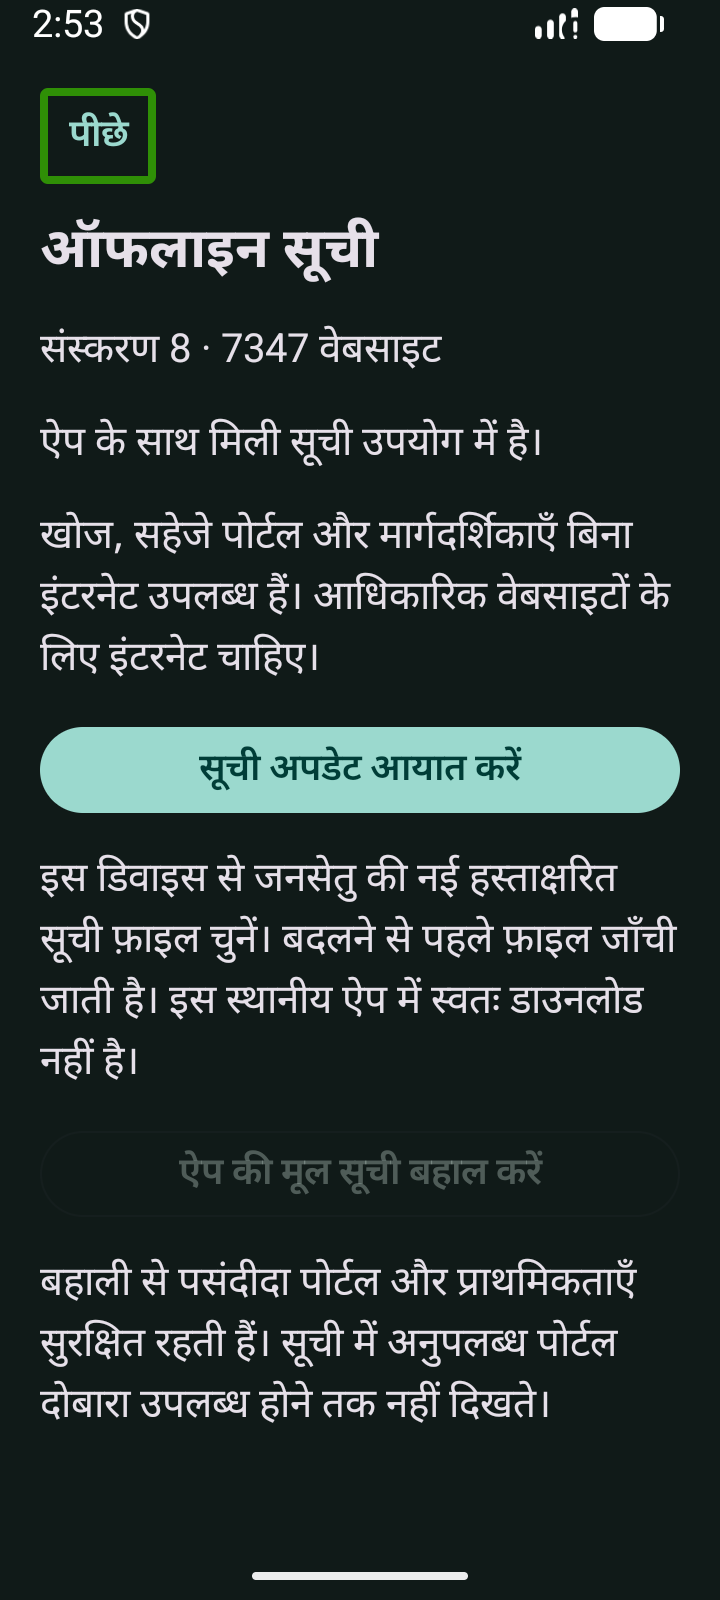 2:53
पीछे
ऑफलाइन सूची
संस्करण 8 · 7347 वेबसाइट
ऐप के साथ मिली सूची उपयोग में है।
खोज, सहेजे पोर्टल और मार्गदर्शिकाएँ बिना
इंटरनेट उपलब्ध हैं। आधिकारिक वेबसाइटों के
लिए इंटरनेट चाहिए।
सूची अपडेट आयात करें
इस डिवाइस से जनसेतु की नई हस्ताक्षरित
सूची फ़ाइल चुनें। बदलने से पहले फ़ाइल जाँची
जाती है। इस स्थानीय ऐप में स्वतः डाउनलोड
नहीं है।
ऐप की मूल सूची बहाल करें
बहाली से पसंदीदा पोर्टल और प्राथमिकताएँ
सुरक्षित रहती हैं। सूची में अनुपलब्ध पोर्टल
दोबारा उपलब्ध होने तक नहीं दिखते।